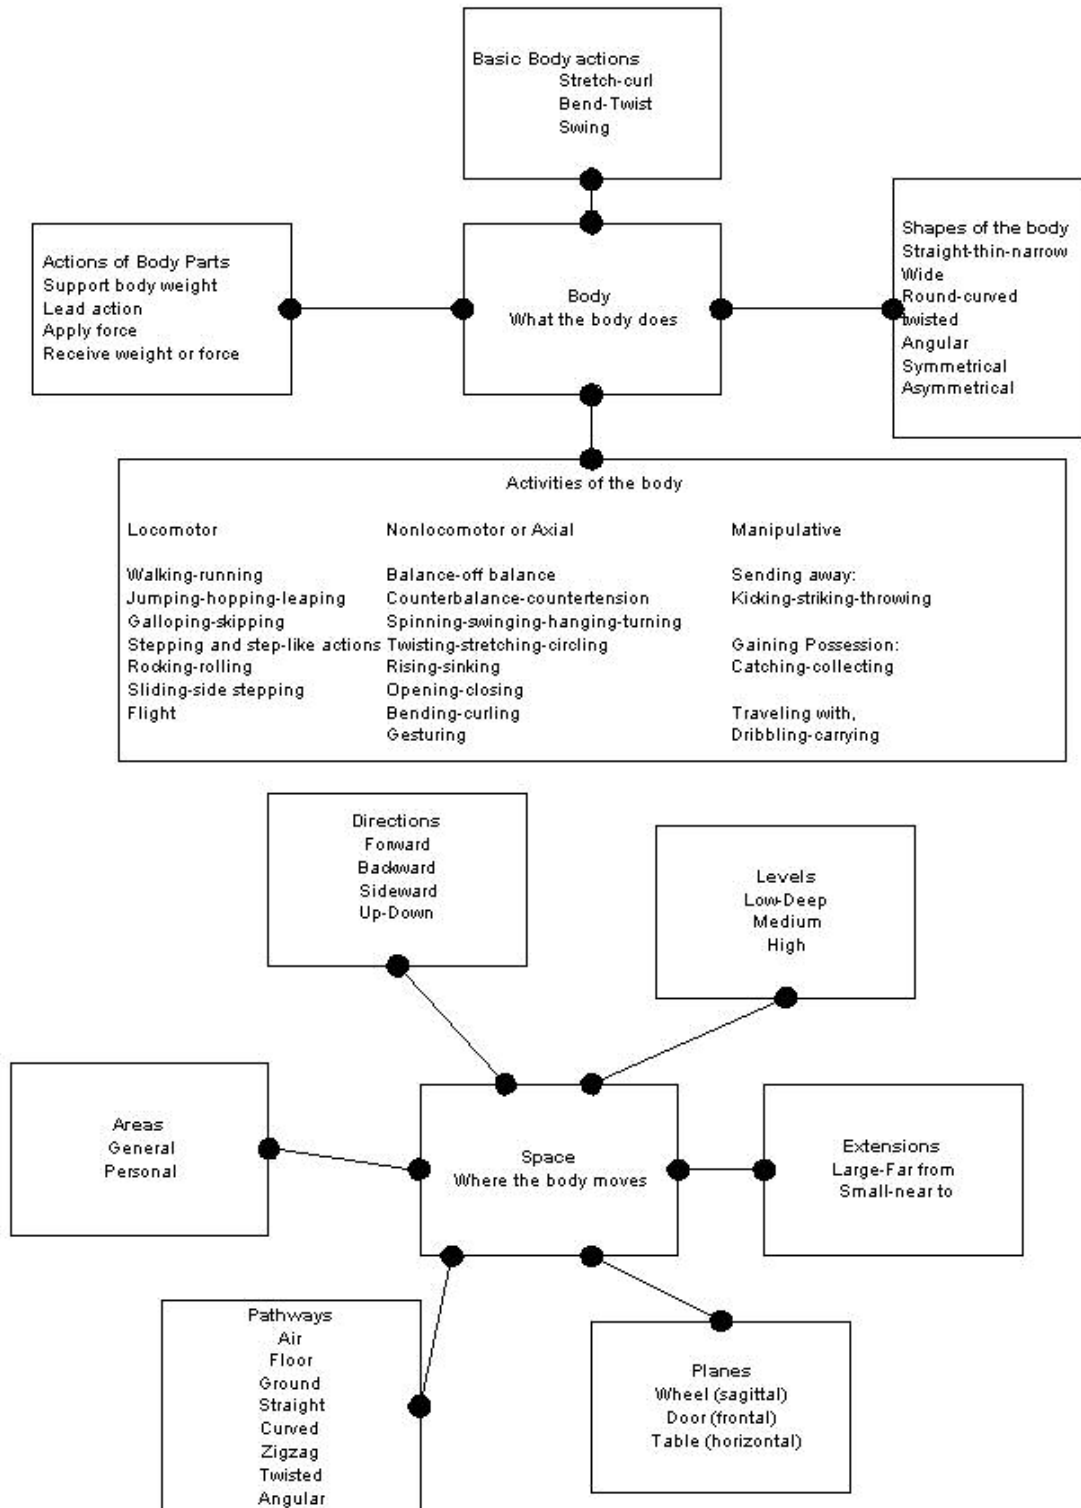 Basic Body actions
Stretch-curl
Bend-Twist
Swing
Actions of Body Parts
Support body weight
Lead action
Apply force
Receive weight or force
Body
What the body does
Shapes of the body
Straight-thin-narrow
Wide
Round-curved
twisted
Angular
Symmetrical
Asymmetrical
Activities of the body
Locomotor
Walking-running
Jumping-hopping-leaping
Galloping-skipping
Stepping and step-like actions
Rocking-rolling
Sliding-side stepping
Flight
Nonlocomotor or Axial
Balance-off balance
Counterbalance-countertension
Spinning-swinging-hanging-turning
Twisting-stretching-circling
Rising-sinking
Opening-closing
Bending-curling
Gesturing
Manipulative
Sending away:
Kicking-striking-throwing
Gaining Possession:
Catching-collecting
Traveling with,
Dribbling-carrying
Directions
Forward
Backward
Sideward
Up-Down
Levels
Low-Deep
Medium
High
Areas
General
Personal
Space
Where the body moves
Extensions
Large-Far from
Small-near to
Pathways
Air
Floor
Ground
Straight
Curved
Zigzag
Twisted
Angular
Planes
Wheel (sagittal)
Door (frontal)
Table (horizontal)